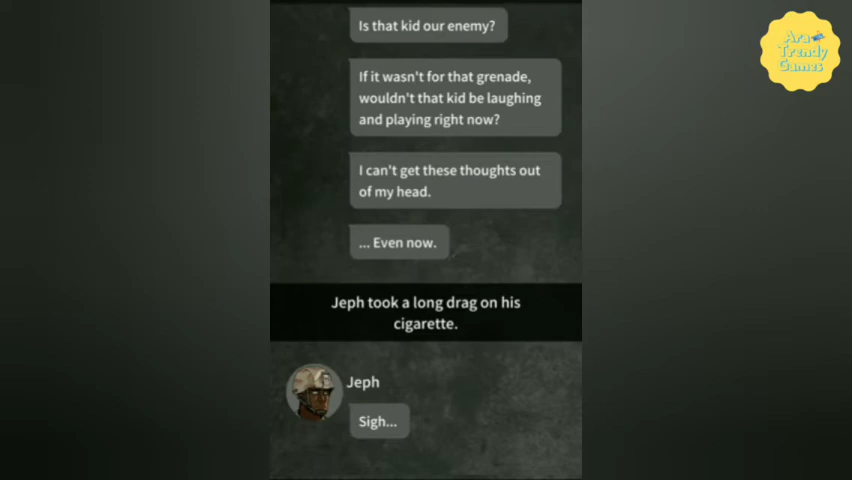 Is that kid our enemy?
If it wasn't for that grenade,
wouldn't that kid be laughing
and playing right now?
I can't get these thoughts out
of my head.
... Even now.
Jeph took a long drag on his
cigarette.
Jeph
Sigh...
Ara
Trendy
Games